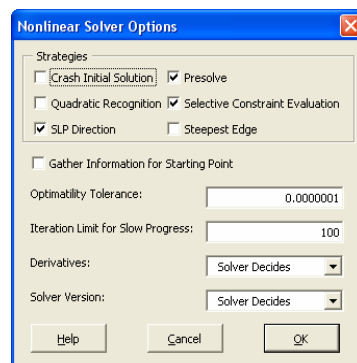 Nonlinear Solver Options
Strategies
Crash Initial Solution
Presolve
Quadratic Recognition
Selective Constraint Evaluation
SLP Direction
Steepest Edge
Gather Information for Starting Point
Optimatility Tolerance:
0.0000001
Iteration Limit for Slow Progress:
100
Derivatives:
Solver Decides
Solver Version:
Solver Decides
Help
Cancel
OK